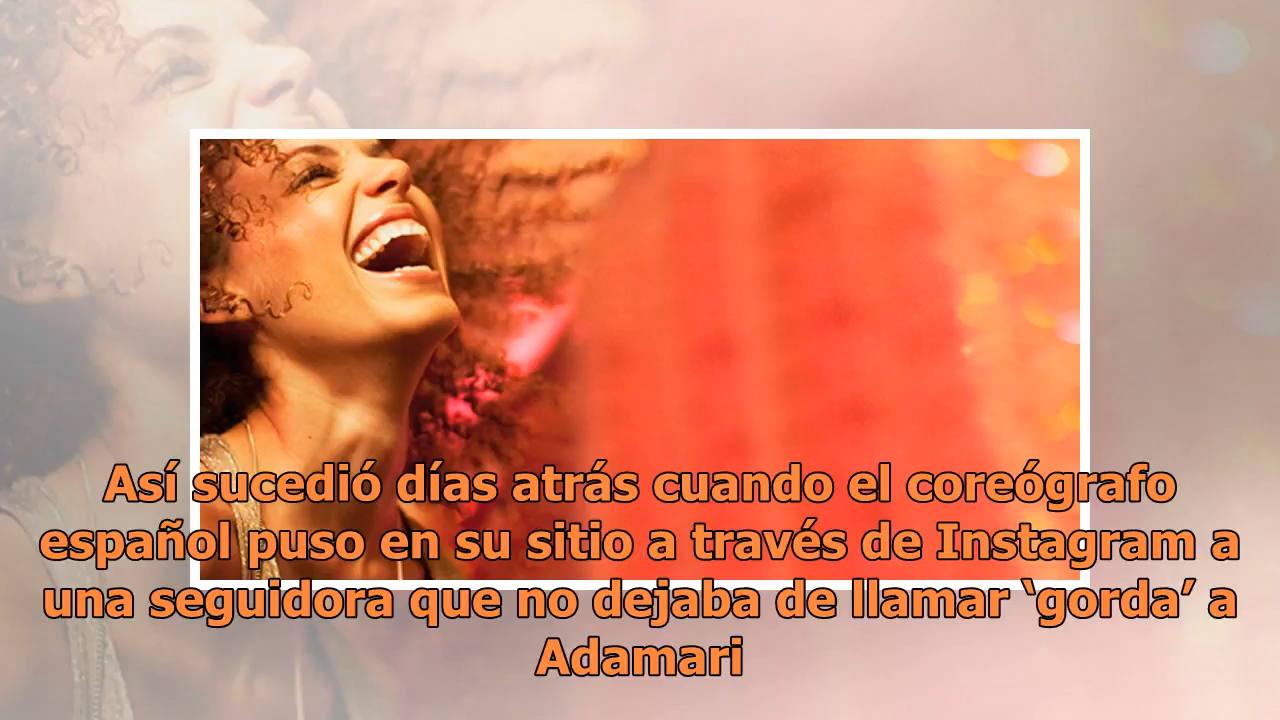 Así sucedió días atrás cuando el coreógrafo
español puso en su sitio a través de Instagram a
una seguidora que no dejaba de llamar ‘gorda’ a
Adamari